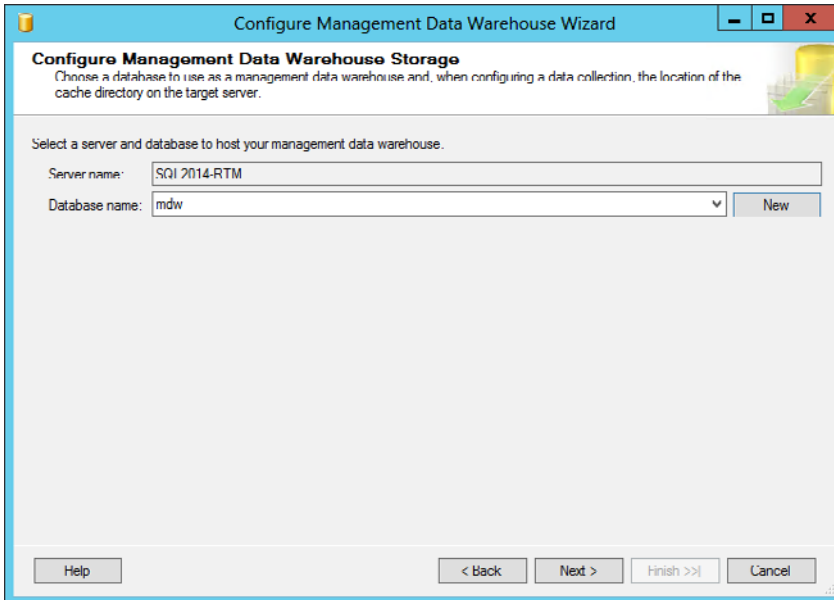 Configure Management Data Warehouse Wizard
Configure Management Data Warehouse Storage
Choose a database to use as a management data warehouse and, when configuring a data collection, the location of the
cache directory on the target server.
Select a server and database to host your management data warehouse.
Server name: SQL2014-RTM
Database name: mdw New
Help < Back Next > Finish >>| Cancel